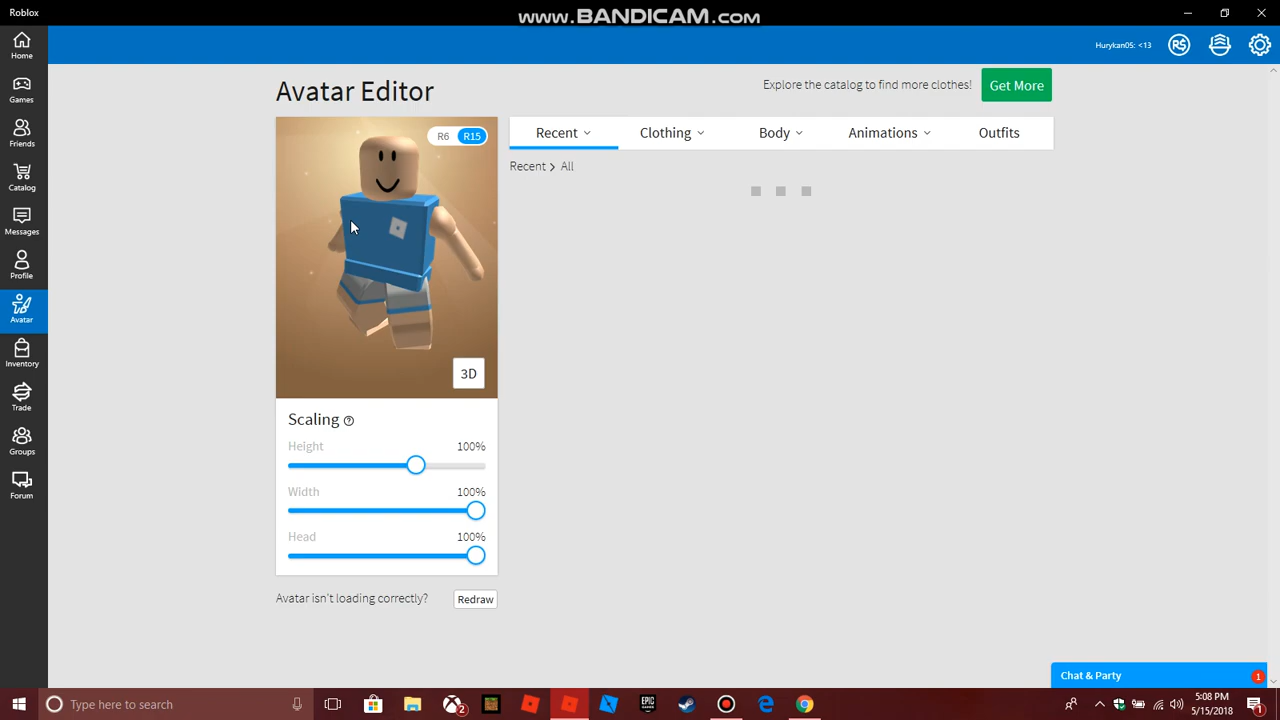 Roblox
www.BANDICAM.com
Home
Games
Friends
Catalog
Messages
Profile
Avatar
Inventory
Trade
Groups
Forum
Hurykan05: <13
R$
Avatar Editor
Explore the catalog to find more clothes!
Get More
R6
R15
3D
Recent
Clothing
Body
Animations
Outfits
Recent > All
Scaling
Height
100%
Width
100%
Head
100%
Avatar isn't loading correctly?
Redraw
Chat & Party
1
Type here to search
2
EPIC
5:08 PM
5/15/2018
1